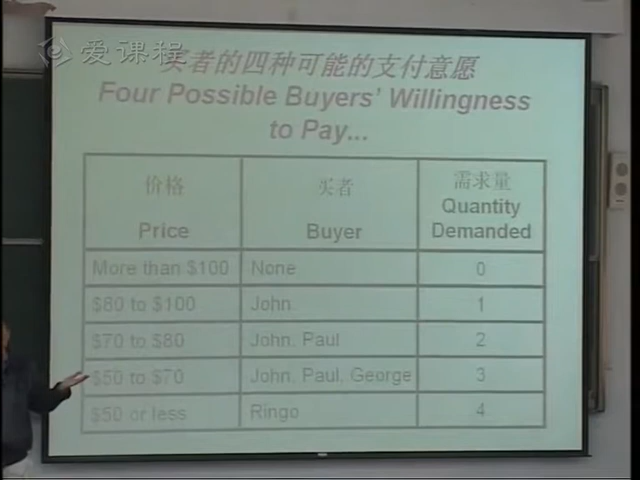 爱课程
买者的四种可能的支付意愿
Four Possible Buyers' Willingness
to Pay...
价格 买者 需求量
Price Buyer Quantity
Demanded
More than $100 None 0
$80 to $100 John 1
$70 to $80 John, Paul 2
$50 to $70 John, Paul, George 3
$50 or less Ringo 4